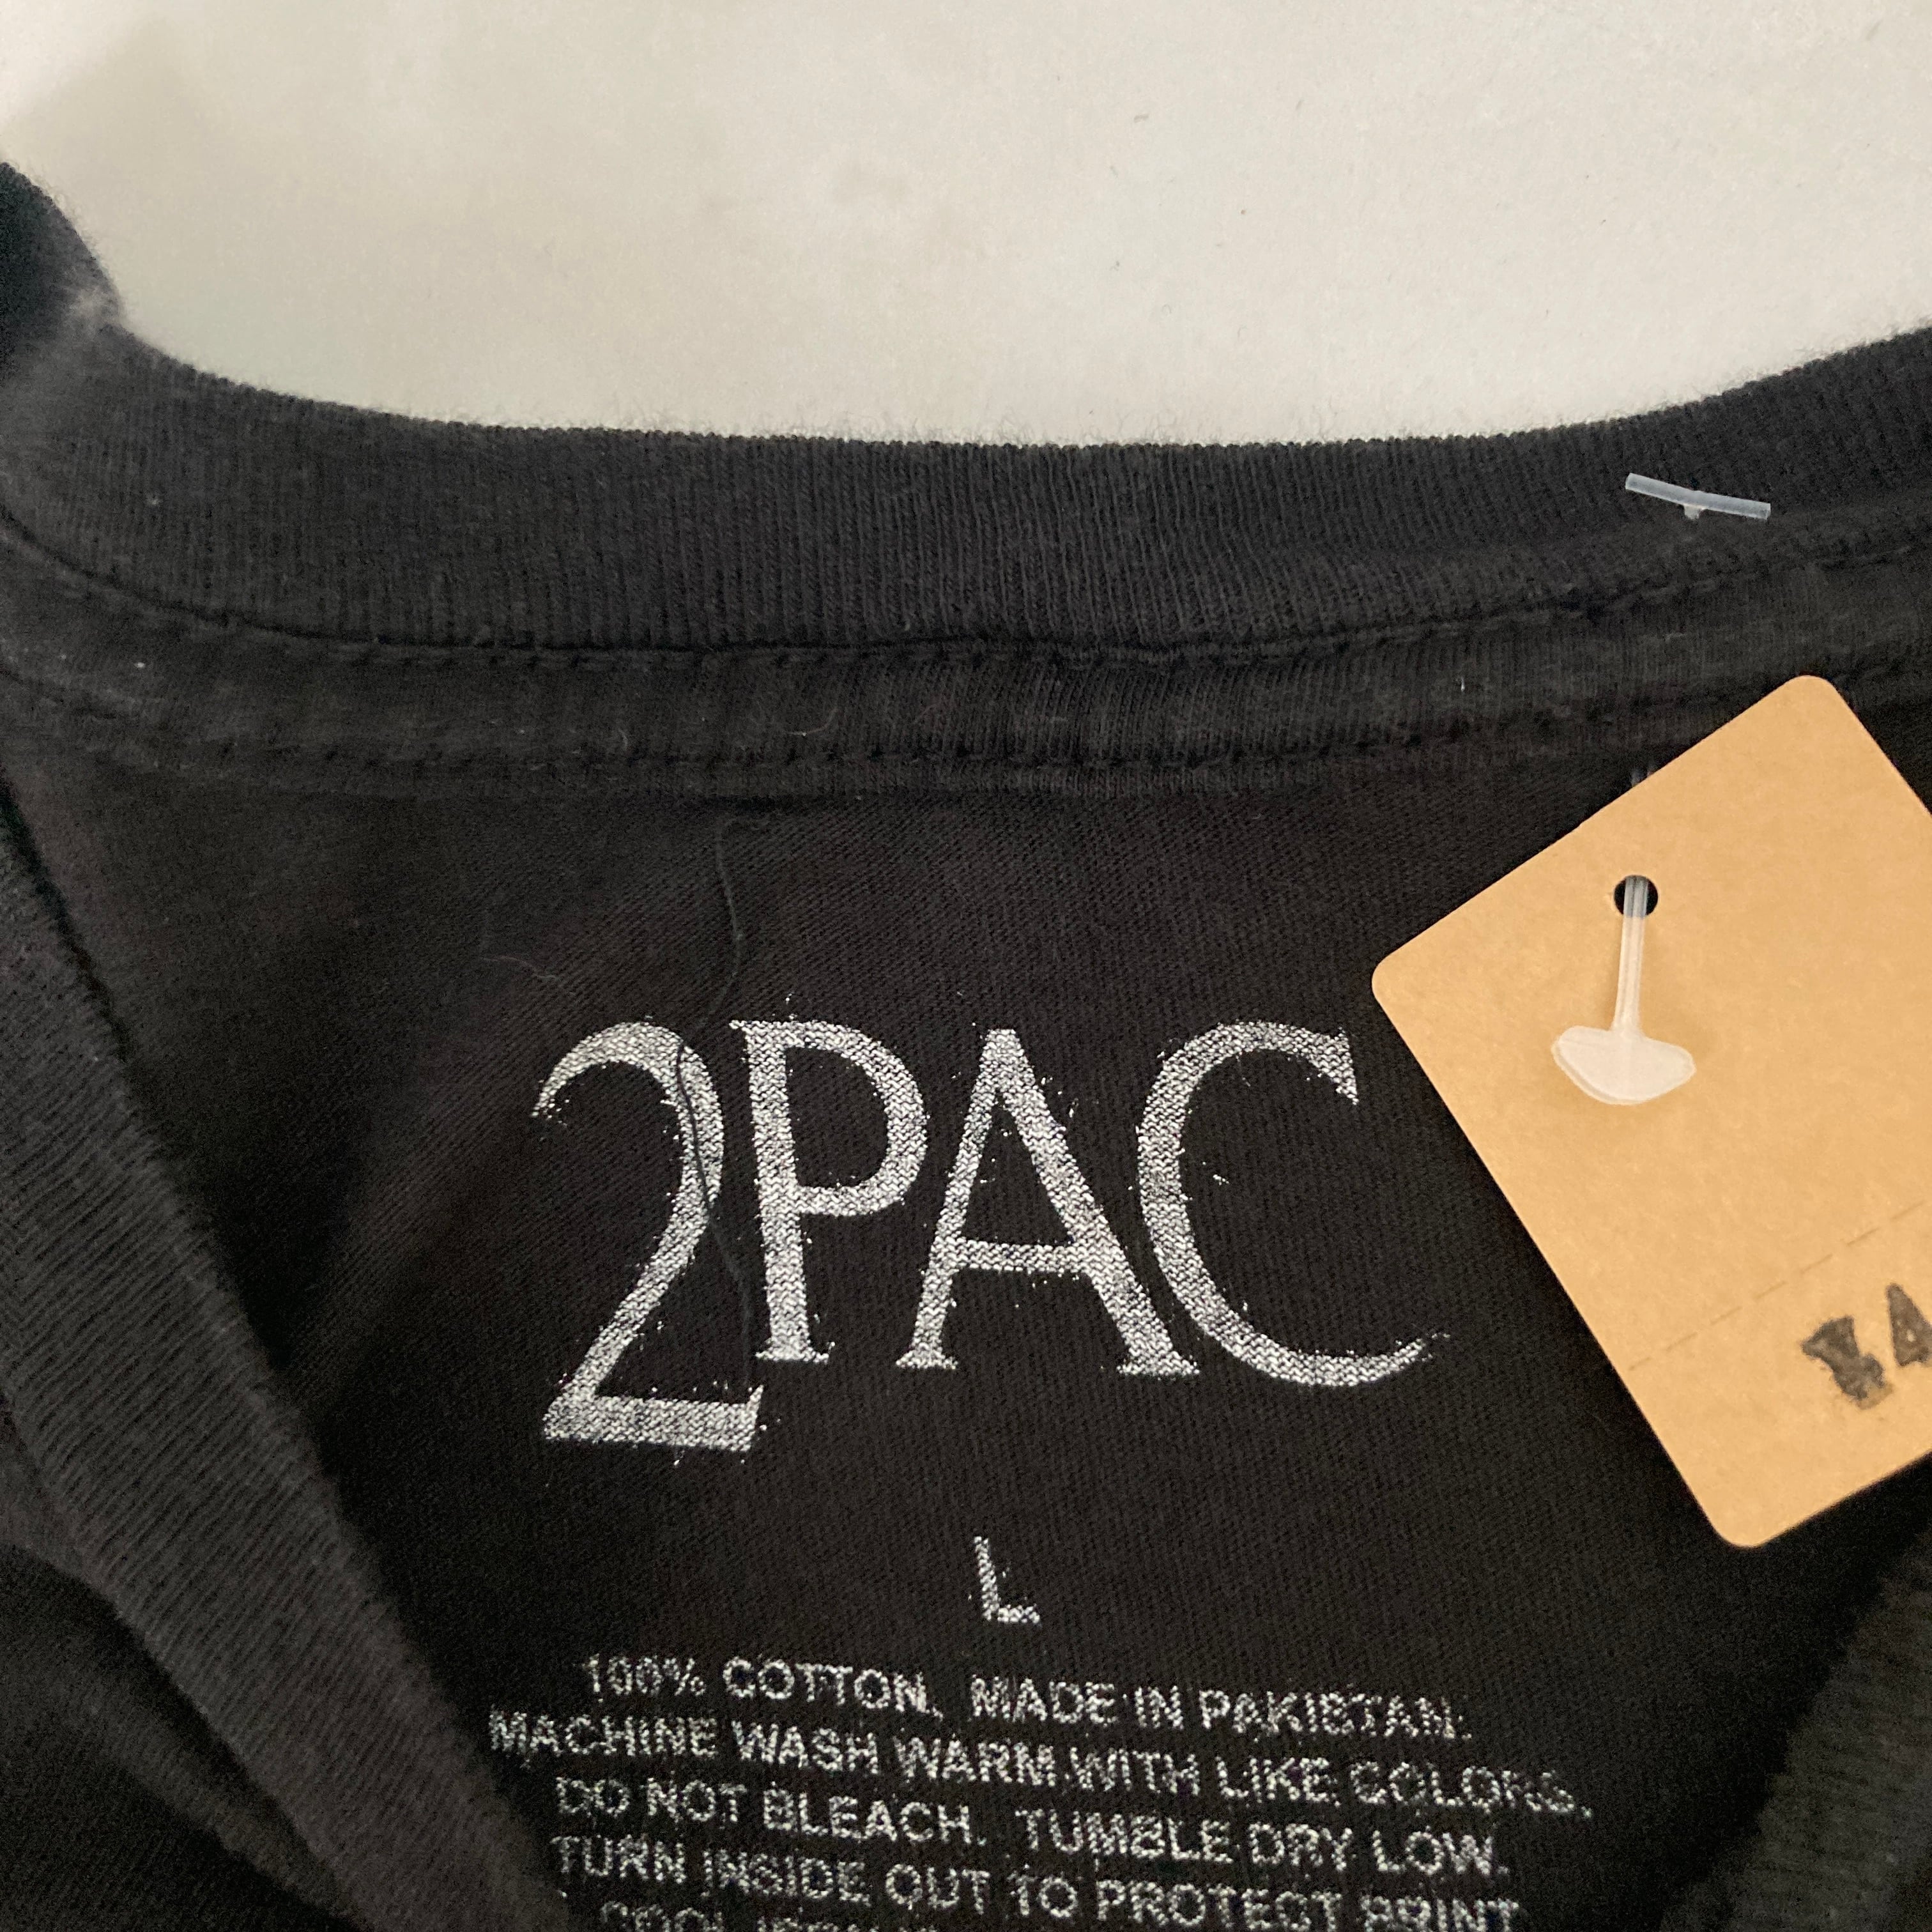 2PAC
L
100% COTTON. MADE IN PAKISTAN.
MACHINE WASH WARM WITH LIKE COLORS.
DO NOT BLEACH. TUMBLE DRY LOW.
TURN INSIDE OUT TO PROTECT PRINT
COOL